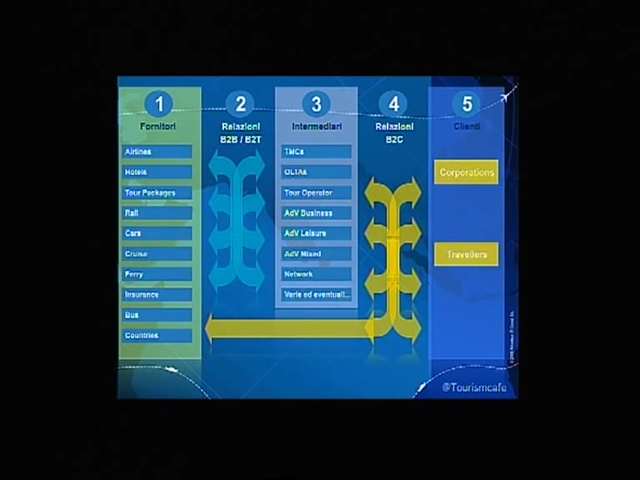 1
Fornitori
Airlines
Hotels
Tour Packages
Rail
Cars
Cruise
Ferry
Insurance
Bus
Countries
2
Relazioni
B2B / B2T
3
Intermediari
TMCs
OLTAs
Tour Operator
AdV Business
AdV Leisure
AdV Mixed
Network
Varie ed eventuali...
4
Relazioni
B2C
5
Clienti
Corporations
Travellers
@Tourismcafe